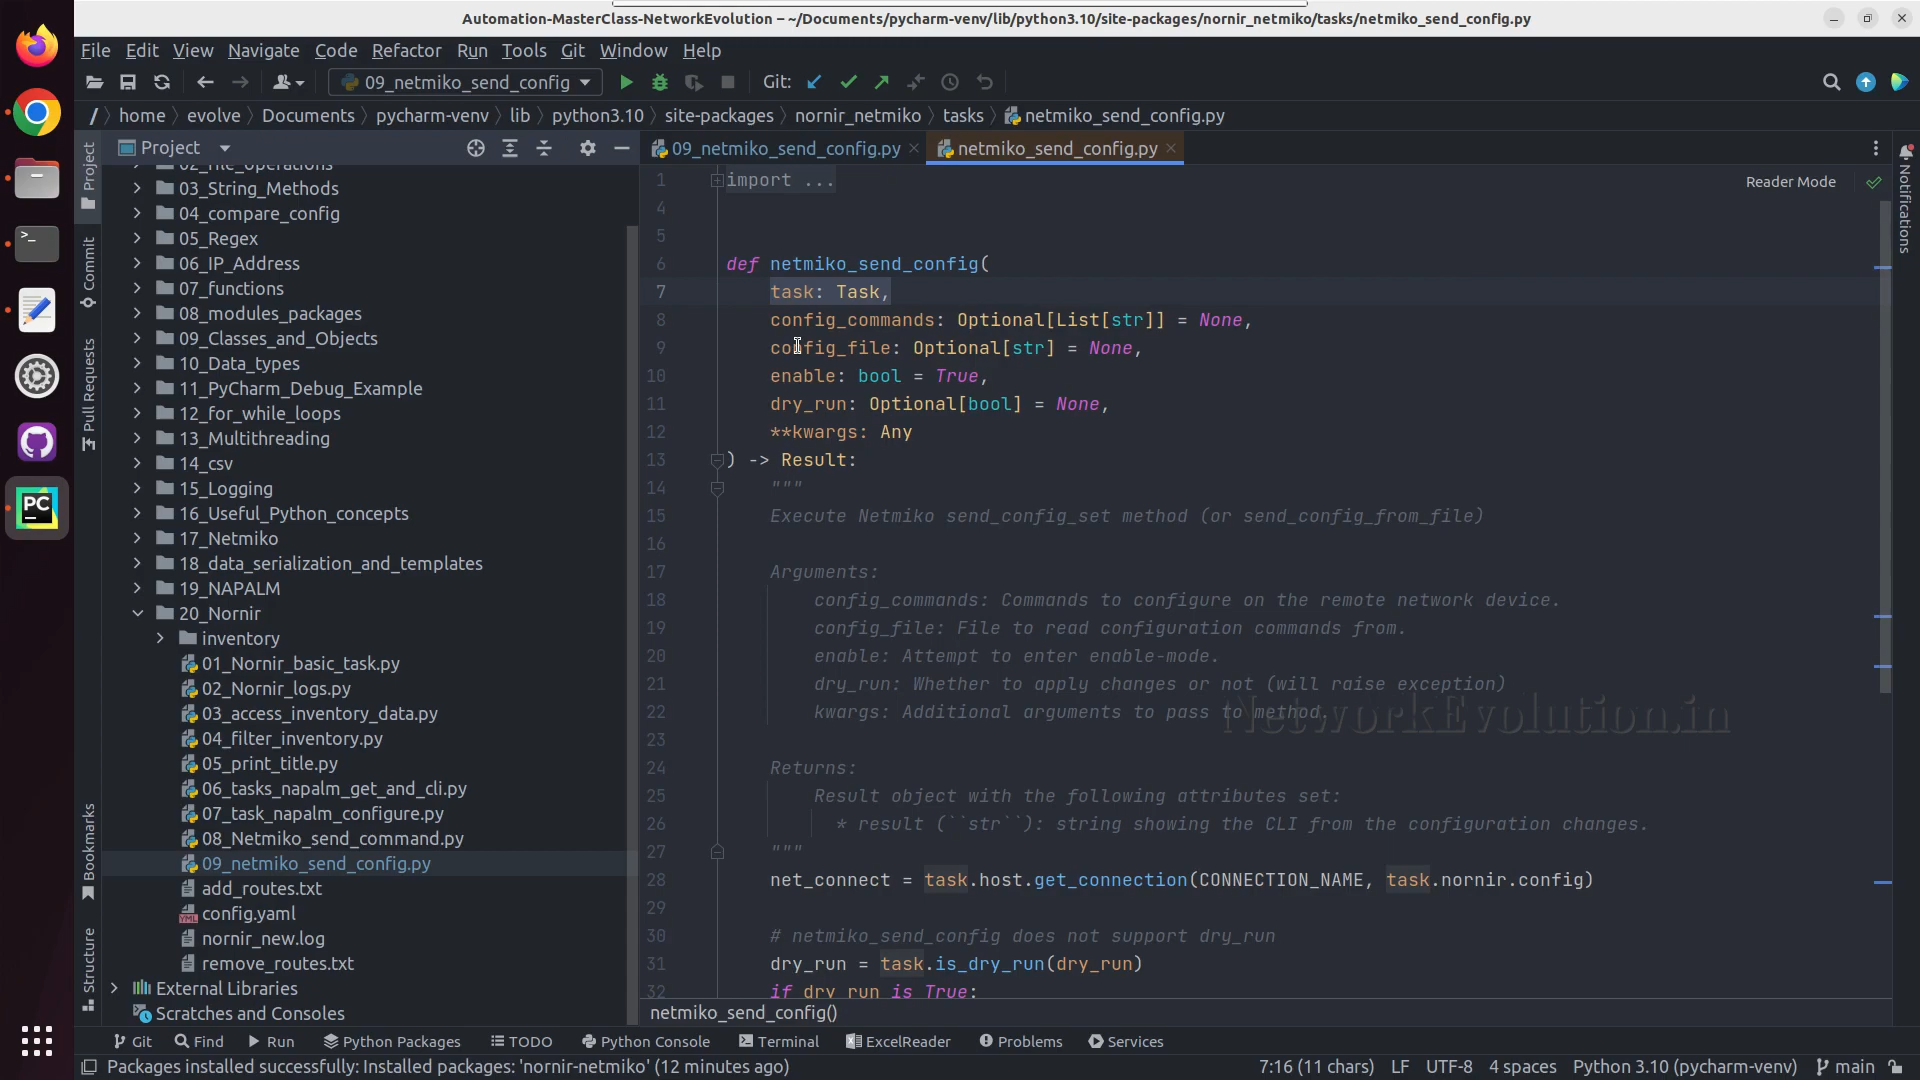 Automation-MasterClass-NetworkEvolution – ~/Documents/pycharm-venv/lib/python3.10/site-packages/nornir_netmiko/tasks/netmiko_send_config.py
File Edit View Navigate Code Refactor Run Tools Git Window Help
09_netmiko_send_config Git:
/ home evolve Documents pycharm-venv lib python3.10 site-packages nornir_netmiko tasks netmiko_send_config.py
Project
09_netmiko_send_config.py netmiko_send_config.py
Project
Commit
Pull Requests
Bookmarks
Structure
Notifications
03_String_Methods
04_compare_config
05_Regex
06_IP_Address
07_functions
08_modules_packages
09_Classes_and_Objects
10_Data_types
11_PyCharm_Debug_Example
12_for_while_loops
13_Multithreading
14_csv
15_Logging
16_Useful_Python_concepts
17_Netmiko
18_data_serialization_and_templates
19_NAPALM
20_Nornir
inventory
01_Nornir_basic_task.py
02_Nornir_logs.py
03_access_inventory_data.py
04_filter_inventory.py
05_print_title.py
06_tasks_napalm_get_and_cli.py
07_task_napalm_configure.py
08_Netmiko_send_command.py
09_netmiko_send_config.py
add_routes.txt
config.yaml
nornir_new.log
remove_routes.txt
External Libraries
Scratches and Consoles
Reader Mode
1 import ...
4
5
6 def netmiko_send_config(
7 task: Task,
8 config_commands: Optional[List[str]] = None,
9 config_file: Optional[str] = None,
10 enable: bool = True,
11 dry_run: Optional[bool] = None,
12 **kwargs: Any
13 ) -> Result:
14 """
15 Execute Netmiko send_config_set method (or send_config_from_file)
16
17 Arguments:
18 config_commands: Commands to configure on the remote network device.
19 config_file: File to read configuration commands from.
20 enable: Attempt to enter enable-mode.
21 dry_run: Whether to apply changes or not (will raise exception)
22 kwargs: Additional arguments to pass to method.
NetworkEvolution.in
23
24 Returns:
25 Result object with the following attributes set:
26 * result (``str``): string showing the CLI from the configuration changes.
27 """
28 net_connect = task.host.get_connection(CONNECTION_NAME, task.nornir.config)
29
30 # netmiko_send_config does not support dry_run
31 dry_run = task.is_dry_run(dry_run)
32 if dry_run is True:
netmiko_send_config()
Git Find Run Python Packages TODO Python Console Terminal ExcelReader Problems Services
Packages installed successfully: Installed packages: 'nornir-netmiko' (12 minutes ago) 7:16 (11 chars) LF UTF-8 4 spaces Python 3.10 (pycharm-venv) main